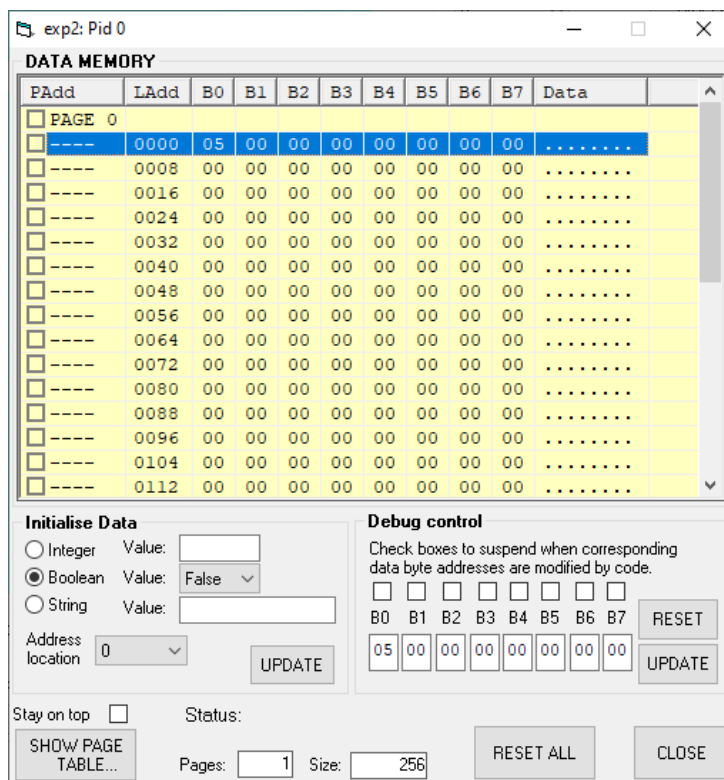 exp2: Pid 0
DATA MEMORY
PAdd LAdd B0 B1 B2 B3 B4 B5 B6 B7 Data
PAGE 0
---- 0000 05 00 00 00 00 00 00 00 ........
---- 0008 00 00 00 00 00 00 00 00 ........
---- 0016 00 00 00 00 00 00 00 00 ........
---- 0024 00 00 00 00 00 00 00 00 ........
---- 0032 00 00 00 00 00 00 00 00 ........
---- 0040 00 00 00 00 00 00 00 00 ........
---- 0048 00 00 00 00 00 00 00 00 ........
---- 0056 00 00 00 00 00 00 00 00 ........
---- 0064 00 00 00 00 00 00 00 00 ........
---- 0072 00 00 00 00 00 00 00 00 ........
---- 0080 00 00 00 00 00 00 00 00 ........
---- 0088 00 00 00 00 00 00 00 00 ........
---- 0096 00 00 00 00 00 00 00 00 ........
---- 0104 00 00 00 00 00 00 00 00 ........
---- 0112 00 00 00 00 00 00 00 00 ........
Initialise Data
Integer Value:
Boolean Value: False
String Value:
Address
location 0
UPDATE
Debug control
Check boxes to suspend when corresponding
data byte addresses are modified by code.
B0 B1 B2 B3 B4 B5 B6 B7
05 00 00 00 00 00 00 00
RESET
UPDATE
Stay on top
Status:
SHOW PAGE
TABLE...
Pages: 1 Size: 256
RESET ALL
CLOSE